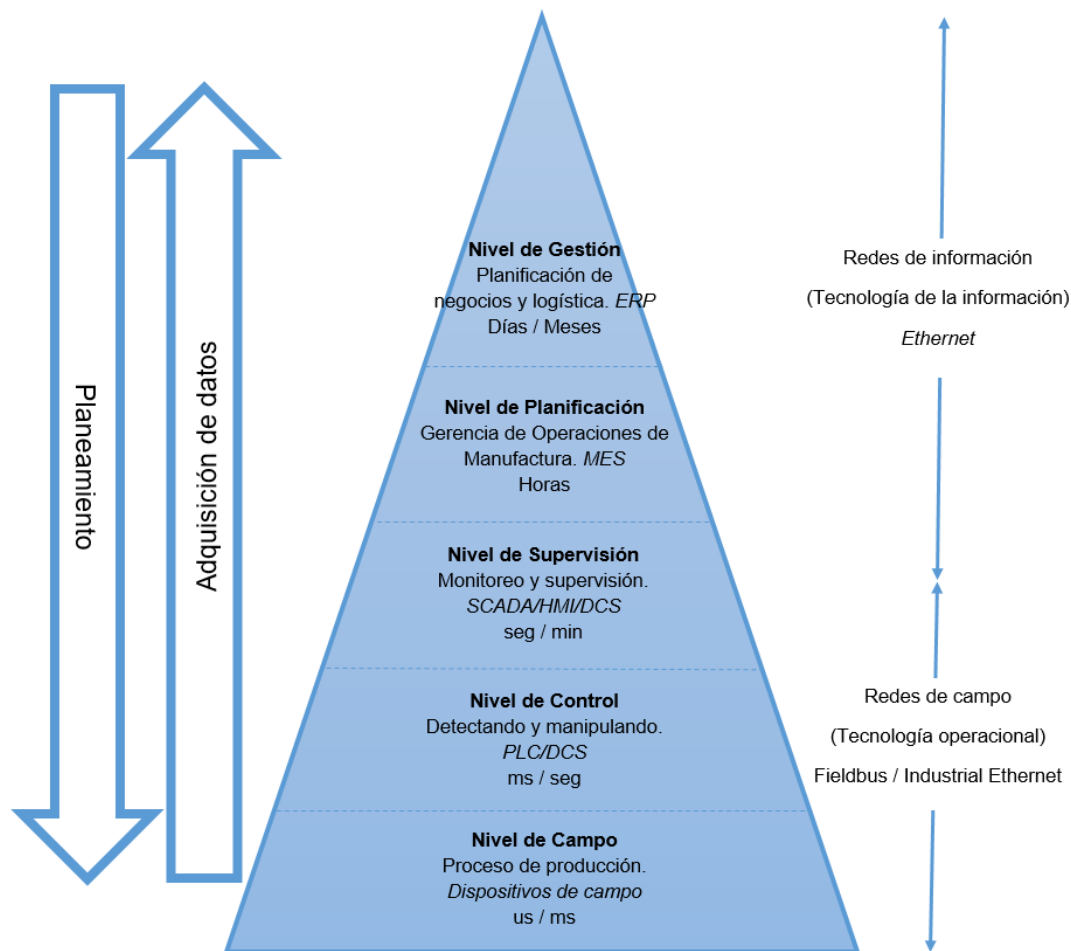 Planeamiento
Adquisición de datos
Nivel de Gestión
Planificación de
negocios y logística. ERP
Días / Meses
Nivel de Planificación
Gerencia de Operaciones de
Manufactura. MES
Horas
Nivel de Supervisión
Monitoreo y supervisión.
SCADA/HMI/DCS
seg / min
Nivel de Control
Detectando y manipulando.
PLC/DCS
ms / seg
Nivel de Campo
Proceso de producción.
Dispositivos de campo
us / ms
Redes de información
(Tecnología de la información)
Ethernet
Redes de campo
(Tecnología operacional)
Fieldbus / Industrial Ethernet